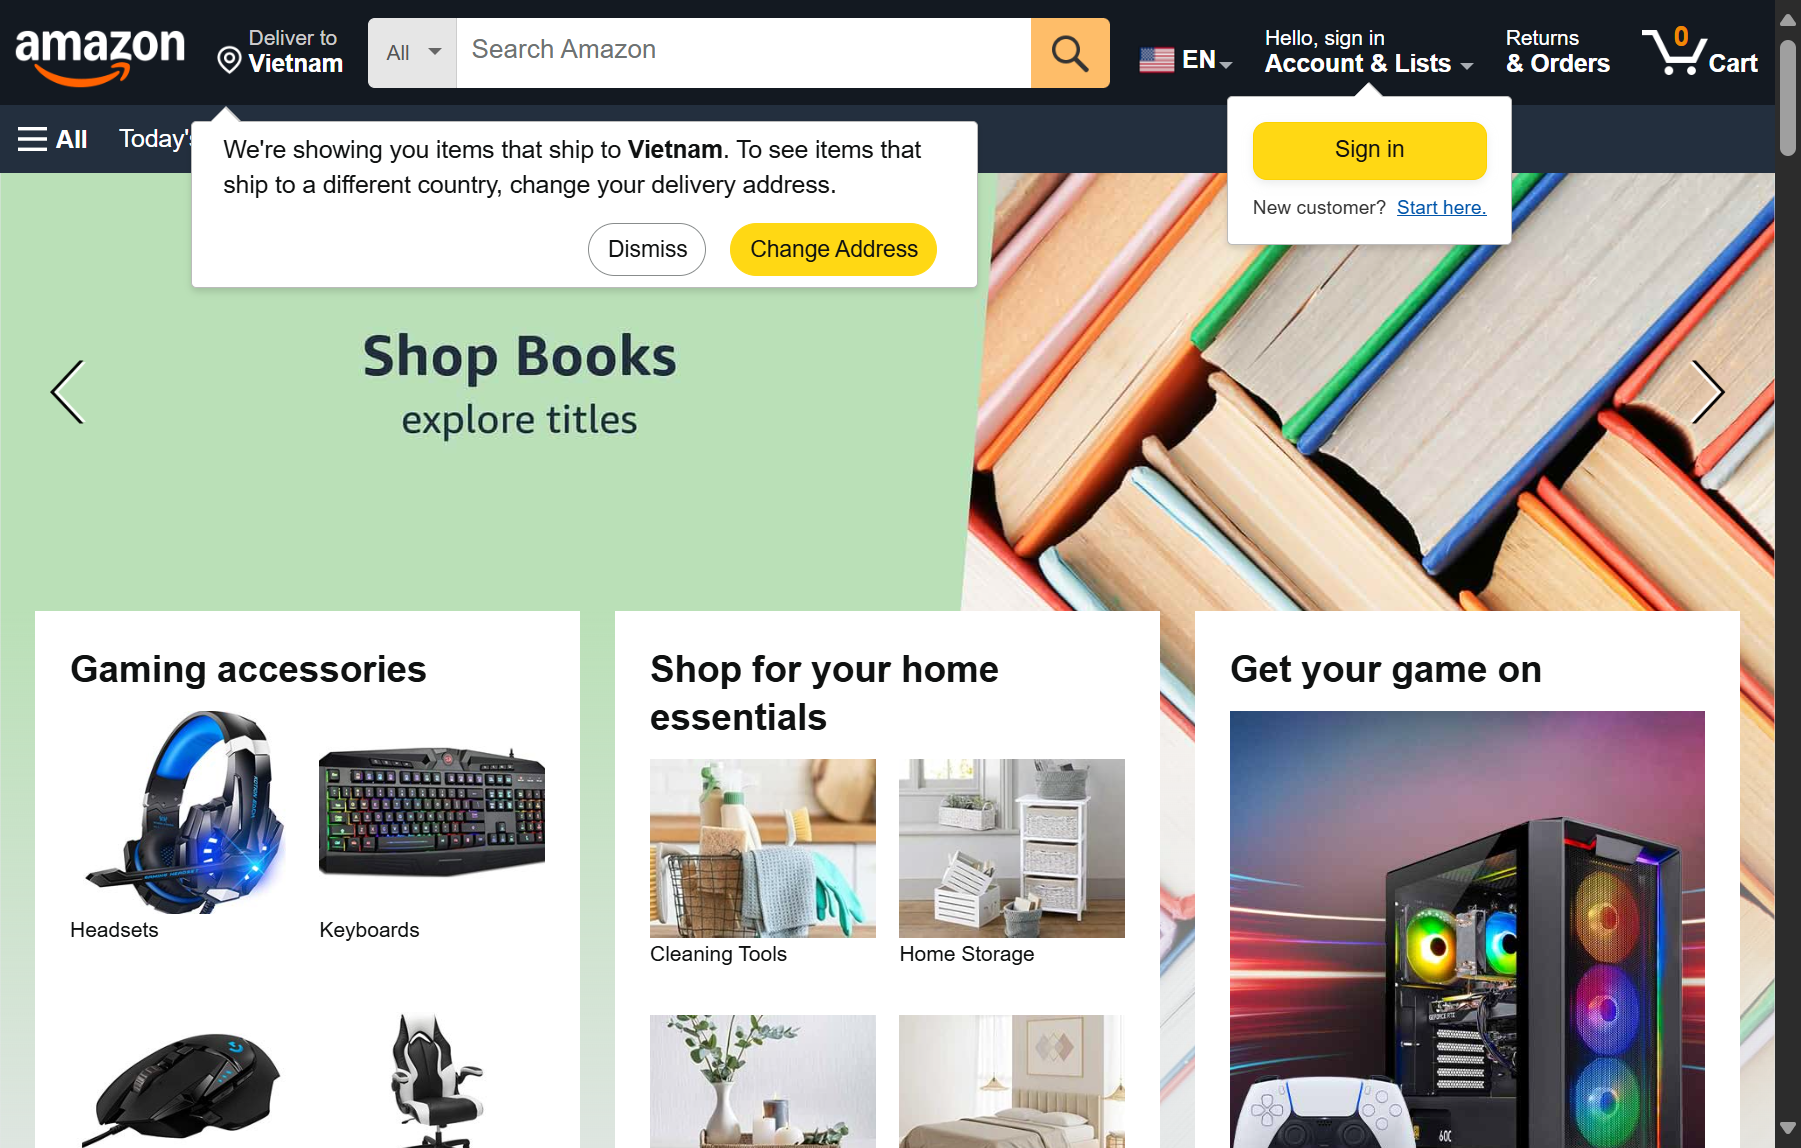 amazon
Deliver to
Vietnam
All
Search Amazon
EN
Hello, sign in
Account & Lists
Returns
& Orders
0
Cart
All
Today's
We're showing you items that ship to Vietnam. To see items that
ship to a different country, change your delivery address.
Dismiss
Change Address
Sign in
New customer? Start here.
Shop Books
explore titles
Gaming accessories
Headsets
Keyboards
Shop for your home
essentials
Cleaning Tools
Home Storage
Get your game on
GEFORCE RTX